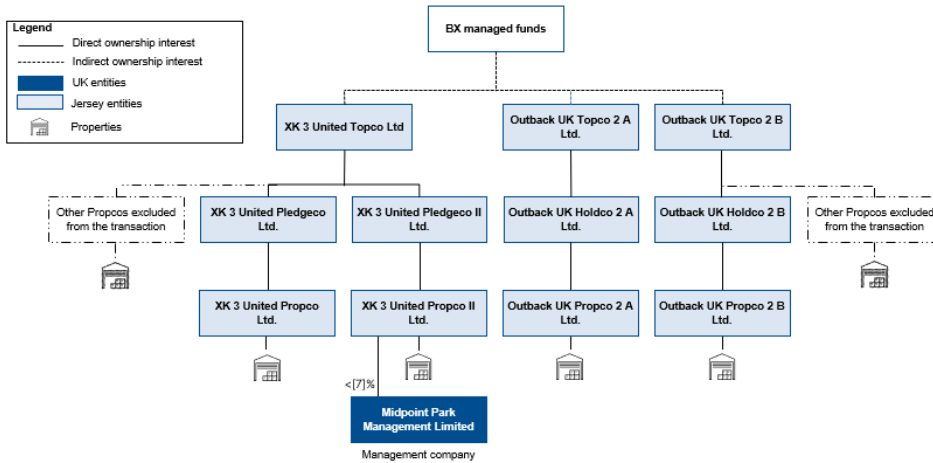 Legend
Direct ownership interest
Indirect ownership interest
UK entities
Jersey entities
Properties
BX managed funds
XK 3 United Topco Ltd
Outback UK Topco 2 A
Ltd.
Outback UK Topco 2 B
Ltd.
Other Propcos excluded
from the transaction
XK 3 United Pledgeco
Ltd.
XK 3 United Pledgeco II
Ltd.
Outback UK Holdco 2 A
Ltd.
Outback UK Holdco 2 B
Ltd.
Other Propcos excluded
from the transaction
XK 3 United Propco
Ltd.
XK 3 United Propco II
Ltd.
Outback UK Propco 2 A
Ltd.
Outback UK Propco 2 B
Ltd.
<[7]%
Midpoint Park
Management Limited
Management company